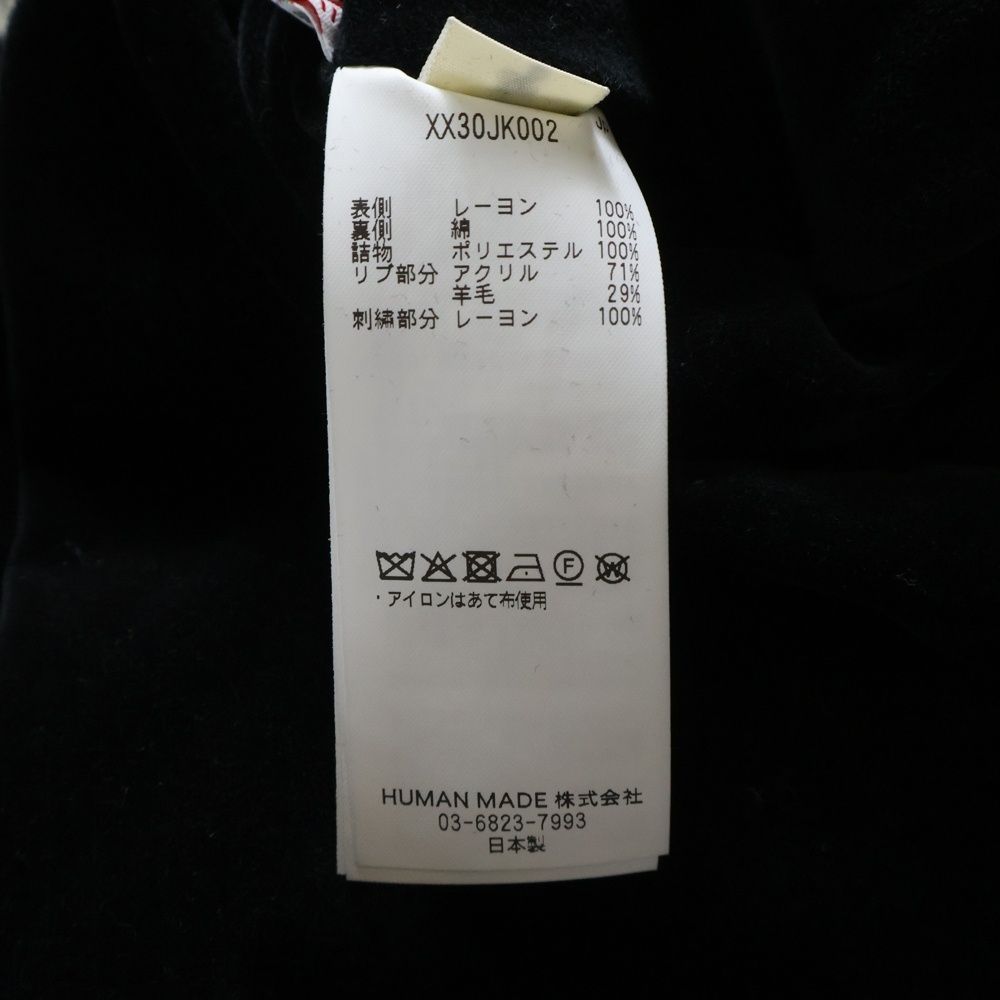 XX30JK002
表側 レーヨン 100%
裏側 綿 100%
詰物 ポリエステル 100%
リブ部分 アクリル 71%
羊毛 29%
刺繍部分 レーヨン 100%
F
W
・アイロンはあて布使用
HUMAN MADE 株式会社
03-6823-7993
日本製